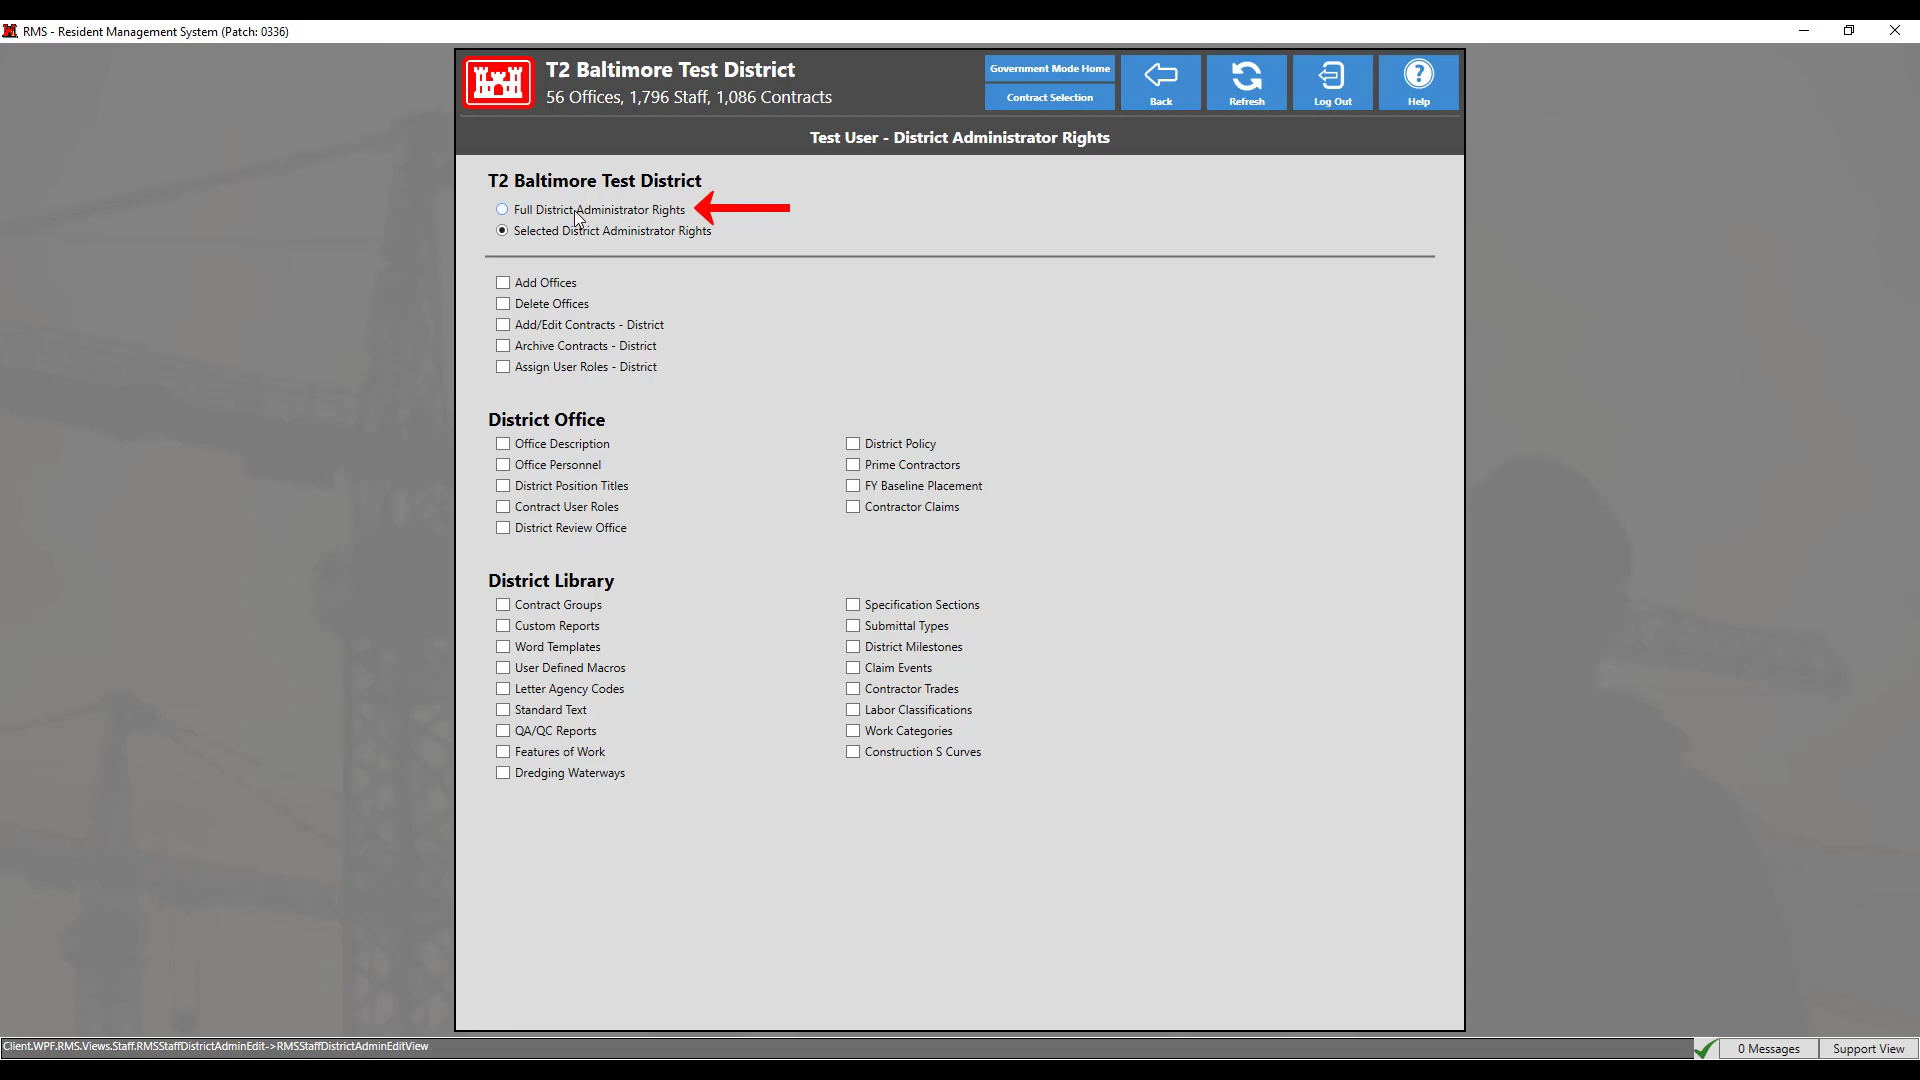 RMS - Resident Management System (Patch: 0336)
T2 Baltimore Test District
56 Offices, 1,796 Staff, 1,086 Contracts
Government Mode Home
Contract Selection
Back
Refresh
Log Out
Help
Test User - District Administrator Rights
T2 Baltimore Test District
Full District Administrator Rights
Selected District Administrator Rights
Add Offices
Delete Offices
Add/Edit Contracts - District
Archive Contracts - District
Assign User Roles - District
District Office
Office Description
Office Personnel
District Position Titles
Contract User Roles
District Review Office
District Policy
Prime Contractors
FY Baseline Placement
Contractor Claims
District Library
Contract Groups
Custom Reports
Word Templates
User Defined Macros
Letter Agency Codes
Standard Text
QA/QC Reports
Features of Work
Dredging Waterways
Specification Sections
Submittal Types
District Milestones
Claim Events
Contractor Trades
Labor Classifications
Work Categories
Construction S Curves
Client.WPF.RMS.Views.Staff.RMSStaffDistrictAdminEdit->RMSStaffDistrictAdminEditView
0 Messages
Support View